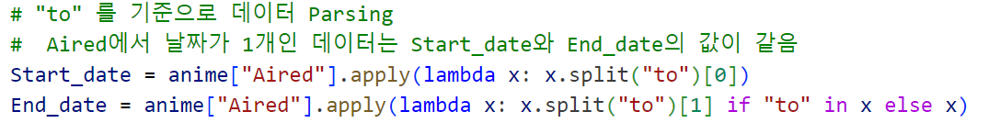 # "to" 를 기준으로 데이터 Parsing
#  Aired에서 날짜가 1개인 데이터는 Start_date와 End_date의 값이 같음
Start_date = anime["Aired"].apply(lambda x: x.split("to")[0])
End_date = anime["Aired"].apply(lambda x: x.split("to")[1] if "to" in x else x)